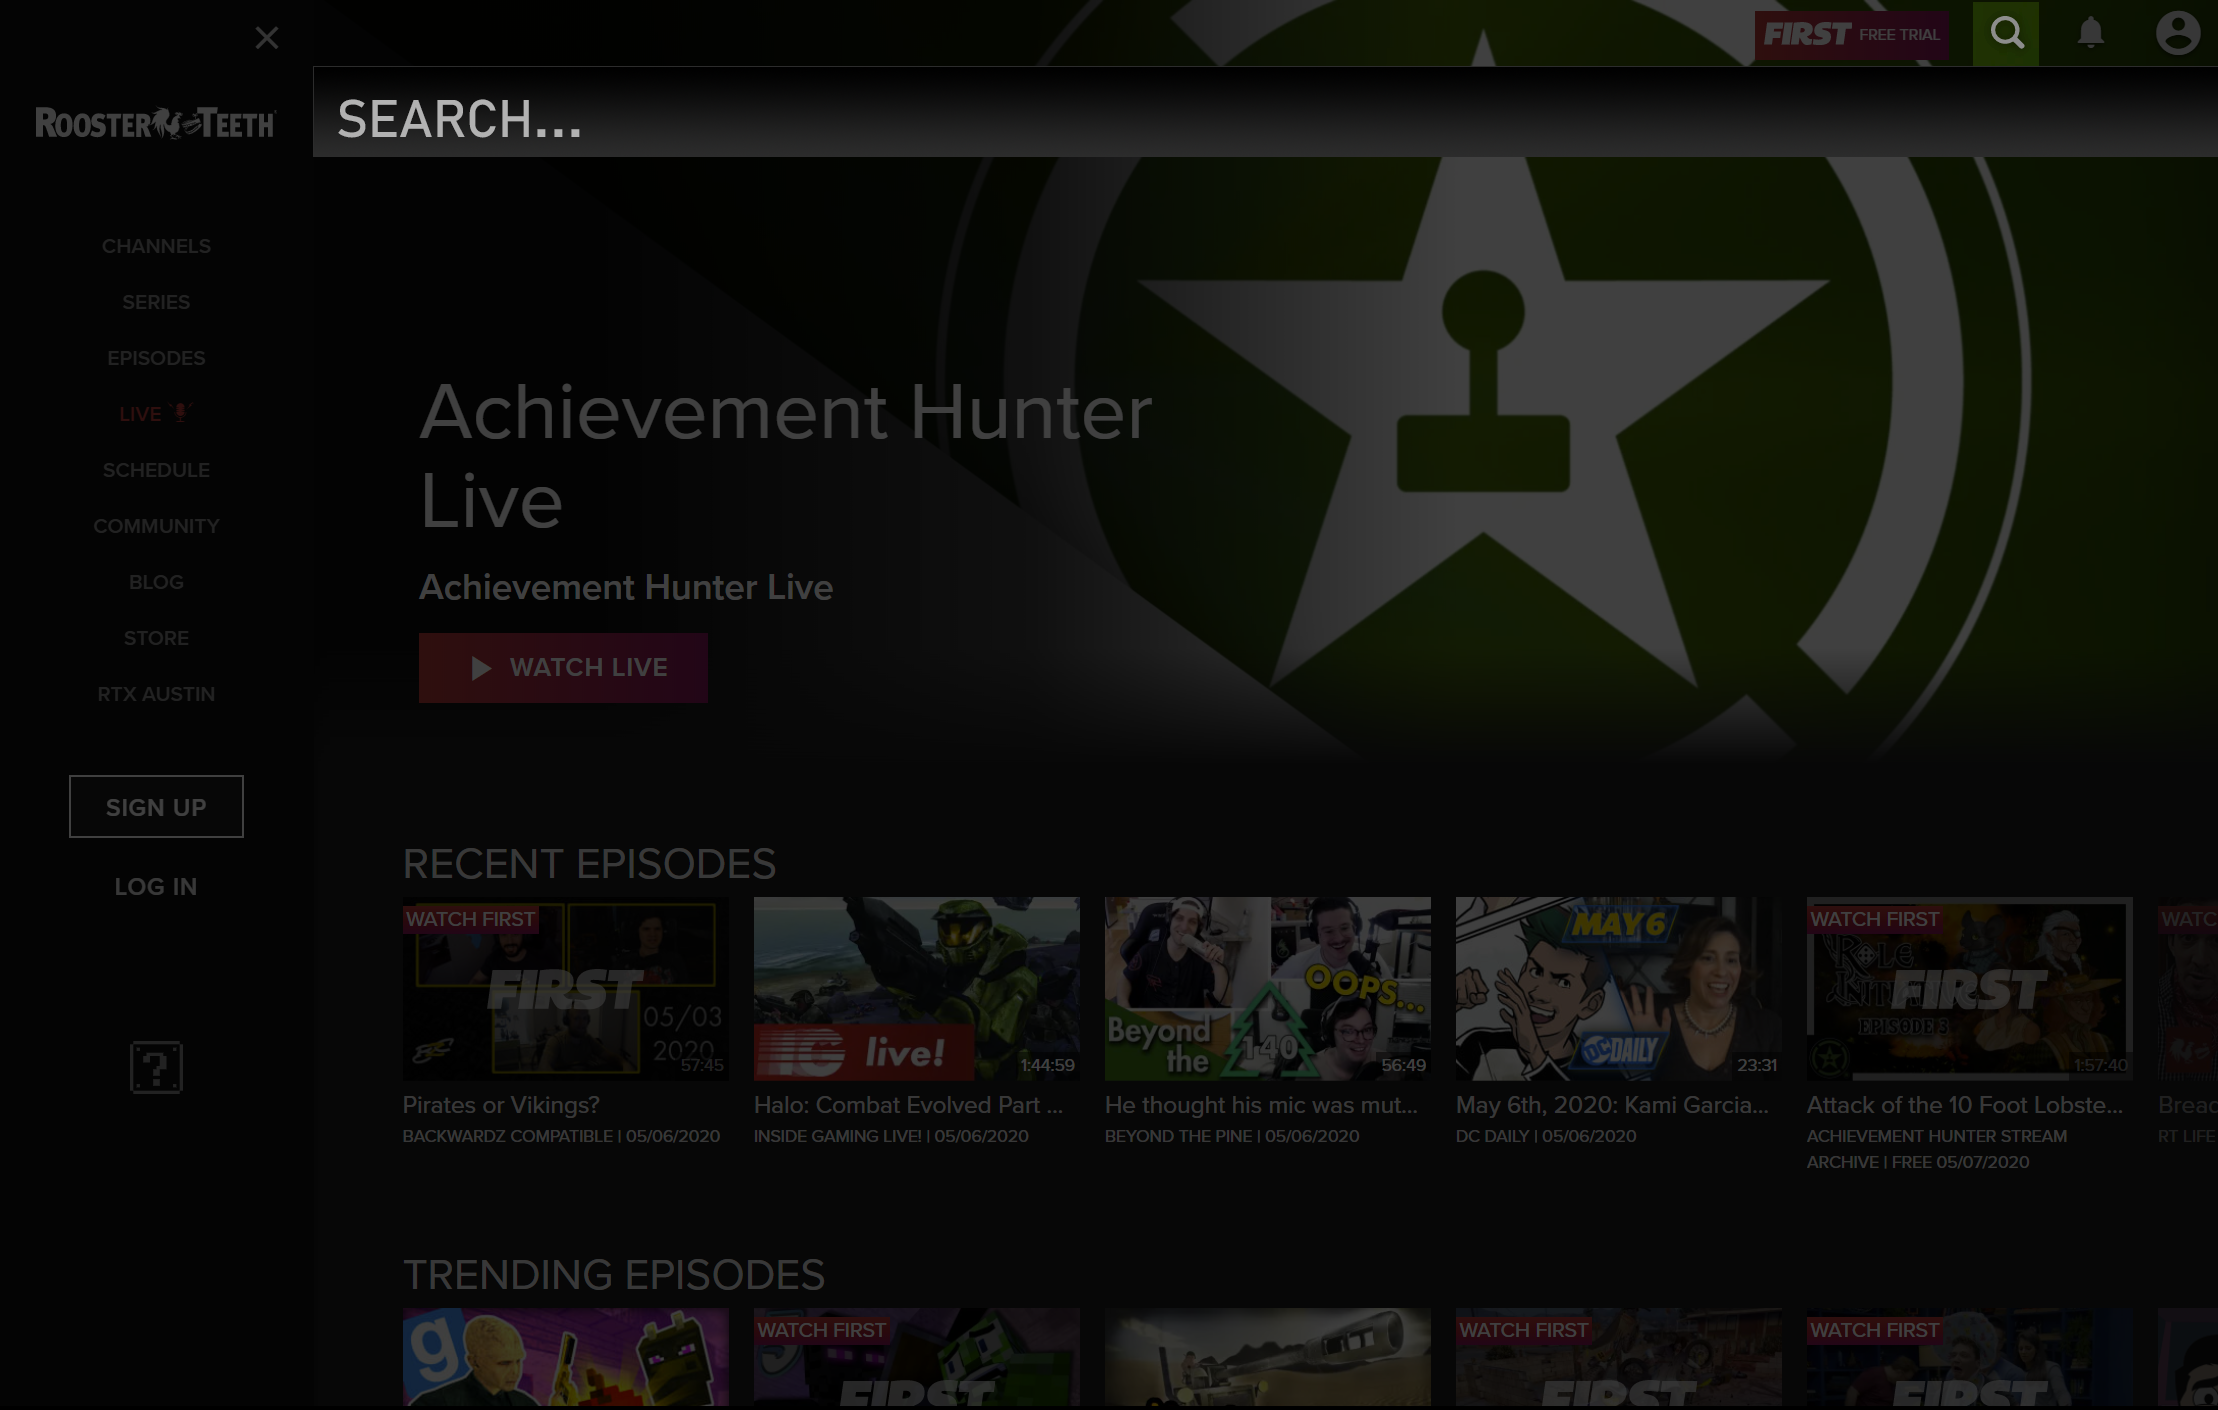 FIRST FREE TRIAL
ROOSTER TEETH
SEARCH...
CHANNELS
SERIES
EPISODES
LIVE
SCHEDULE
COMMUNITY
BLOG
STORE
RTX AUSTIN
SIGN UP
LOG IN
?
Achievement Hunter
Live
Achievement Hunter Live
WATCH LIVE
RECENT EPISODES
WATCH FIRST
FIRST
05/03
2020
57:45
Pirates or Vikings?
BACKWARDZ COMPATIBLE | 05/06/2020
IG live!
1:44:59
Halo: Combat Evolved Part ...
INSIDE GAMING LIVE! | 05/06/2020
OOPS...
Beyond
the
140
56:49
He thought his mic was mut...
BEYOND THE PINE | 05/06/2020
MAY 6
DC DAILY
23:31
May 6th, 2020: Kami Garcia...
DC DAILY | 05/06/2020
WATCH FIRST
ROLE
FIRST
EPISODE 3
1:57:40
Attack of the 10 Foot Lobste...
ACHIEVEMENT HUNTER STREAM
ARCHIVE | FREE 05/07/2020
WATC
Breac
RT LIFE
TRENDING EPISODES
g
WATCH FIRST
FIRST
WATCH FIRST
FIRST
WATCH FIRST
FIRST